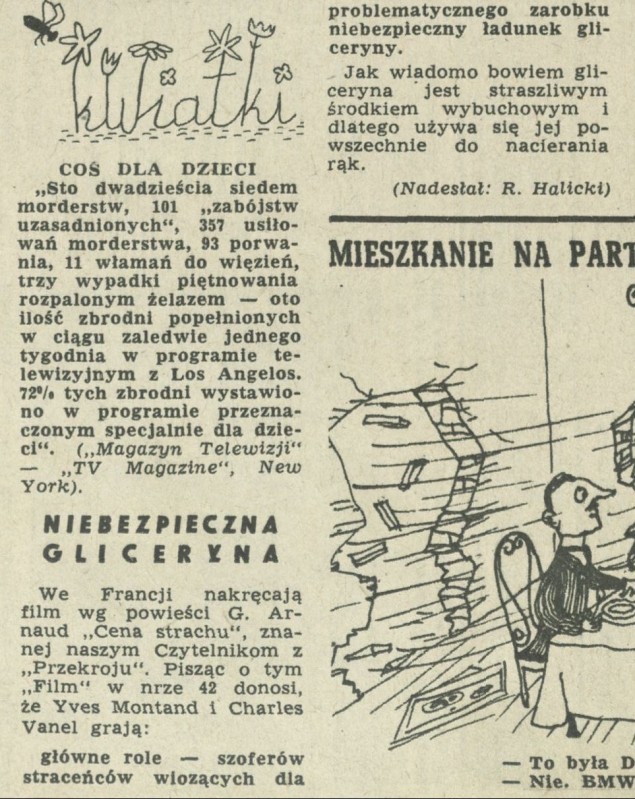 kwiatki
COŚ DLA DZIECI
„Sto dwadzieścia siedem
morderstw, 101 „zabójstw
uzasadnionych“, 357 usiło-
wań morderstwa, 93 porwa-
nia, 11 włamań do więzień,
trzy wypadki piętnowania
rozpalonym żelazem — oto
ilość zbrodni popełnionych
w ciągu zaledwie jednego
tygodnia w programie te-
lewizyjnym z Los Angelos.
72% tych zbrodni wystawio-
no w programie przezna-
czonym specjalnie dla dzie-
ci“. („Magazyn Telewizji“
— „TV Magazine“, New
York).
NIEBEZPIECZNA
GLICERYNA
We Francji nakręcają
film wg powieści G. Ar-
naud „Cena strachu“, zna-
nej naszym Czytelnikom z
„Przekroju“. Pisząc o tym
„Film“ w nrze 42 donosi,
że Yves Montand i Charles
Vanel grają:
główne role — szoferów
straceńców wiozących dla
problematycznego zarobku
niebezpieczny ładunek gli-
ceryny.
Jak wiadomo bowiem gli-
ceryna jest straszliwym
środkiem wybuchowym i
dlatego używa się jej po-
wszechnie do nacierania
rąk.
(Nadesłał: R. Halicki)
MIESZKANIE NA PART
— To była D
— Nie. BMW